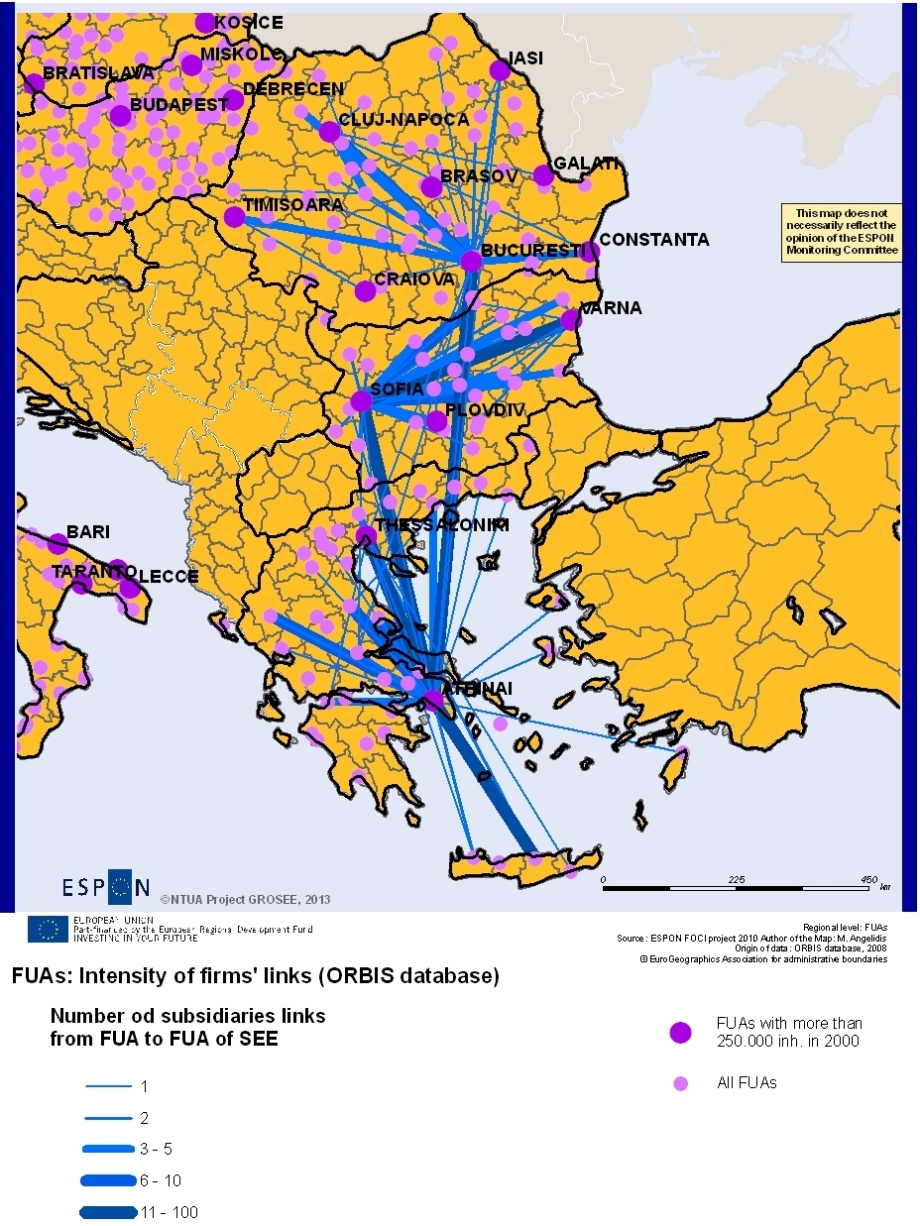 KOSICE
MISKOLC
IASI
BRATISLAVA
DEBRECEN
BUDAPEST
CLUJ-NAPOCA
GALATI
BRASOV
TIMISOARA
This map does not
necessarily reflect the
opinion of the ESPON
Monitoring Committee
BUCURESTI
CONSTANTA
CRAIOVA
VARNA
SOFIA
PLOVDIV
THESSALONIKI
BARI
TARANTO
LECCE
ATHINAI
ESPON
©NTUA Project GROSEE, 2013
0 225 450
km
EUROPEAN UNION
Part-financed by the European Regional Development Fund
INVESTING IN YOUR FUTURE
Regional level: FUAs
Source : ESPON FOCI project 2010 Author of the Map: M. Angelidis
Origin of data : ORBIS database, 2008
© EuroGeographics Association for administrative boundaries
FUAs: Intensity of firms' links (ORBIS database)
Number od subsidiaries links
from FUA to FUA of SEE
1
2
3 - 5
6 - 10
11 - 100
FUAs with more than
250.000 inh. in 2000
All FUAs